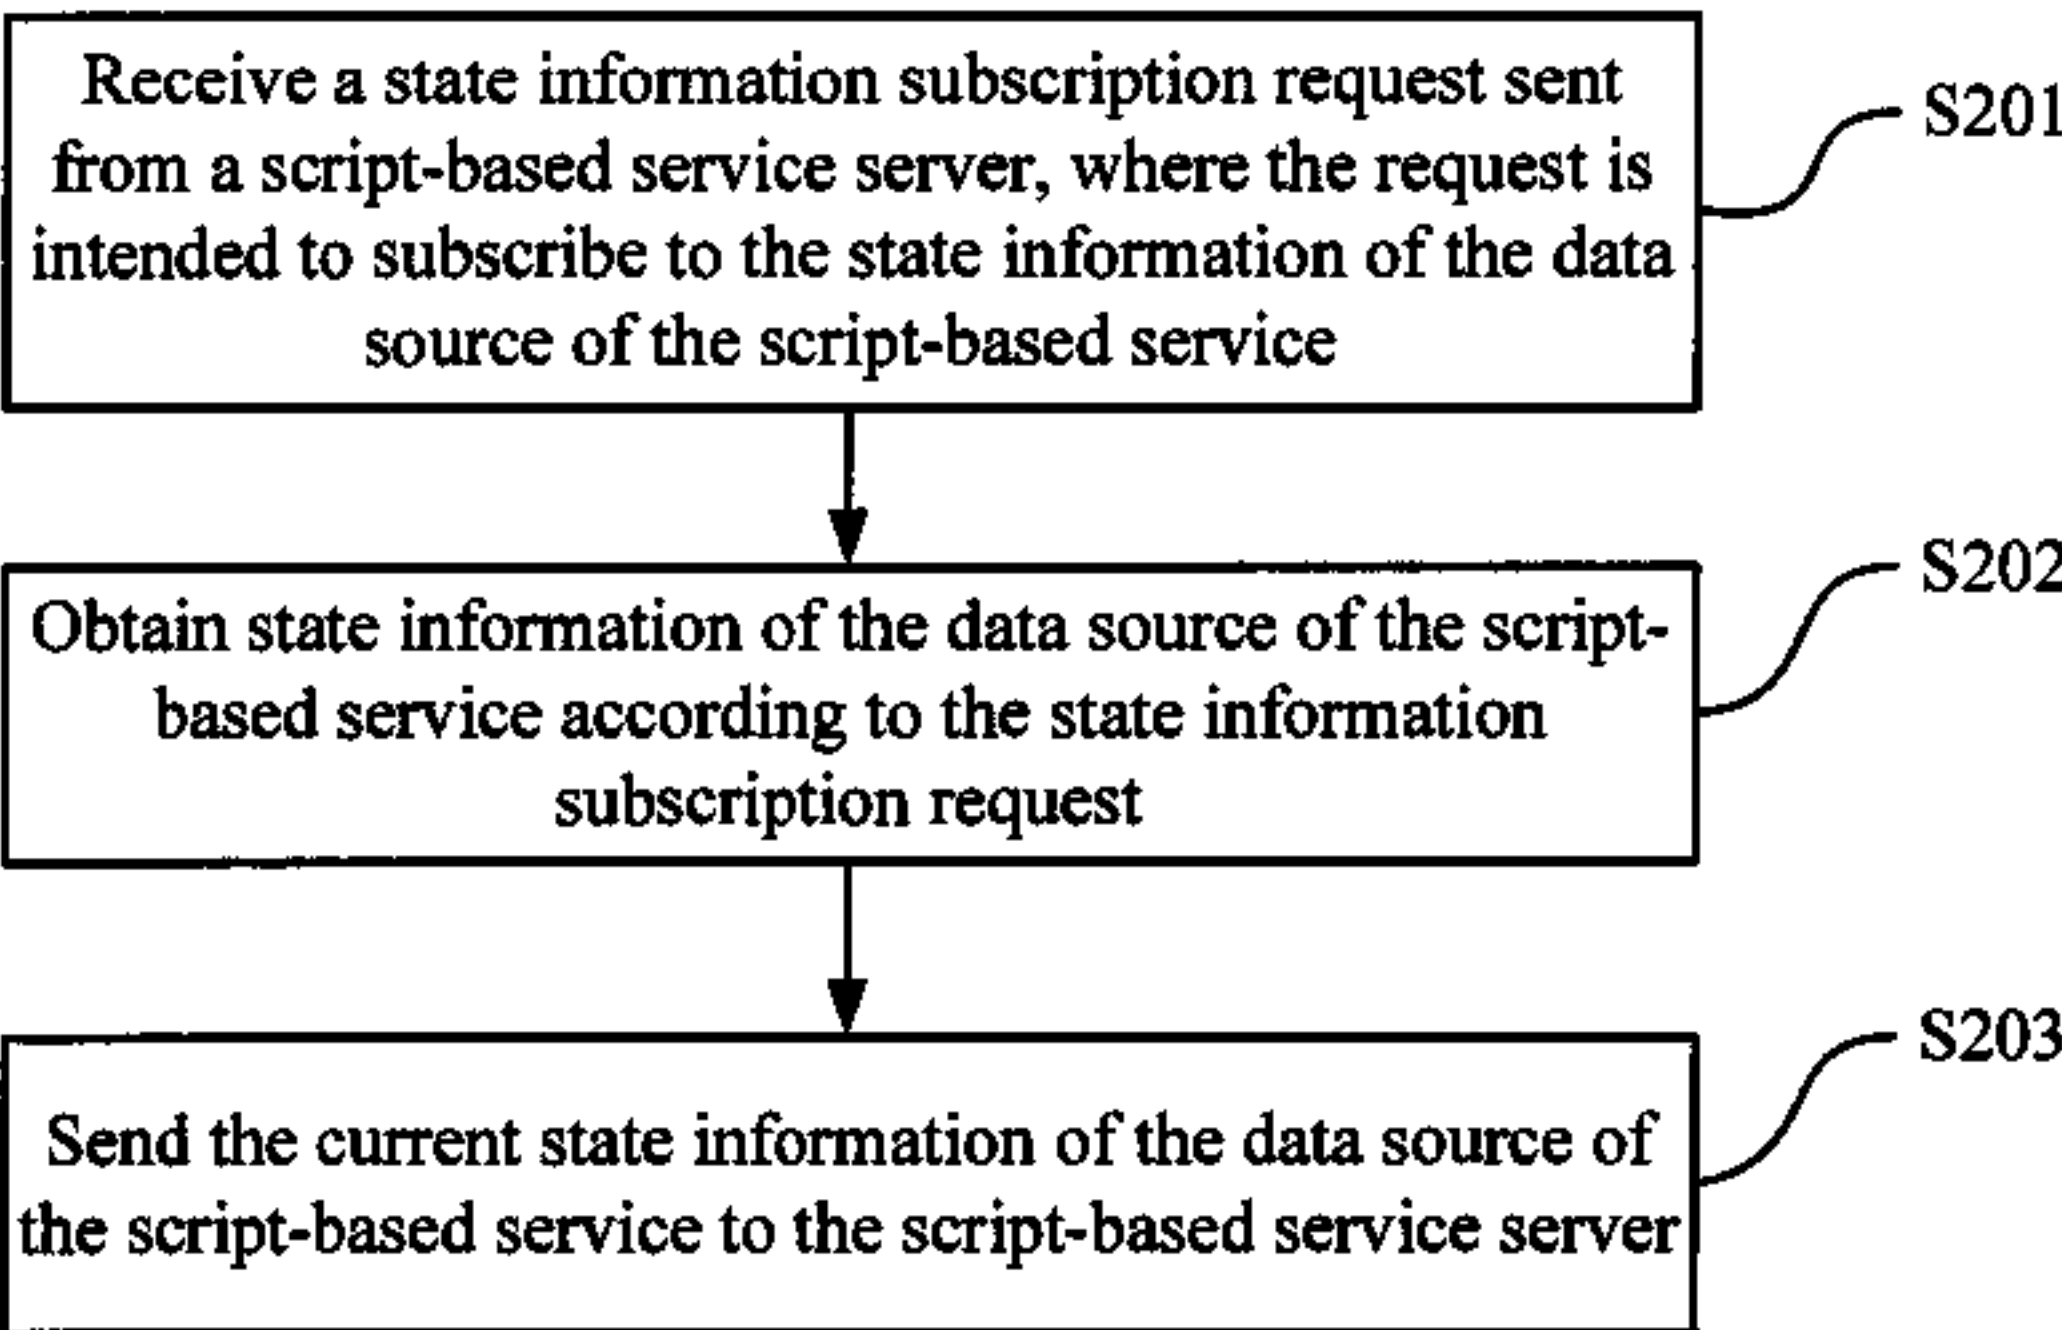 Receive a state information subscription request sent
from a script-based service server, where the request is
intended to subscribe to the state information of the data
source of the script-based service
S201
Obtain state information of the data source of the script-
based service according to the state information
subscription request
S202
Send the current state information of the data source of
the script-based service to the script-based service server
S203